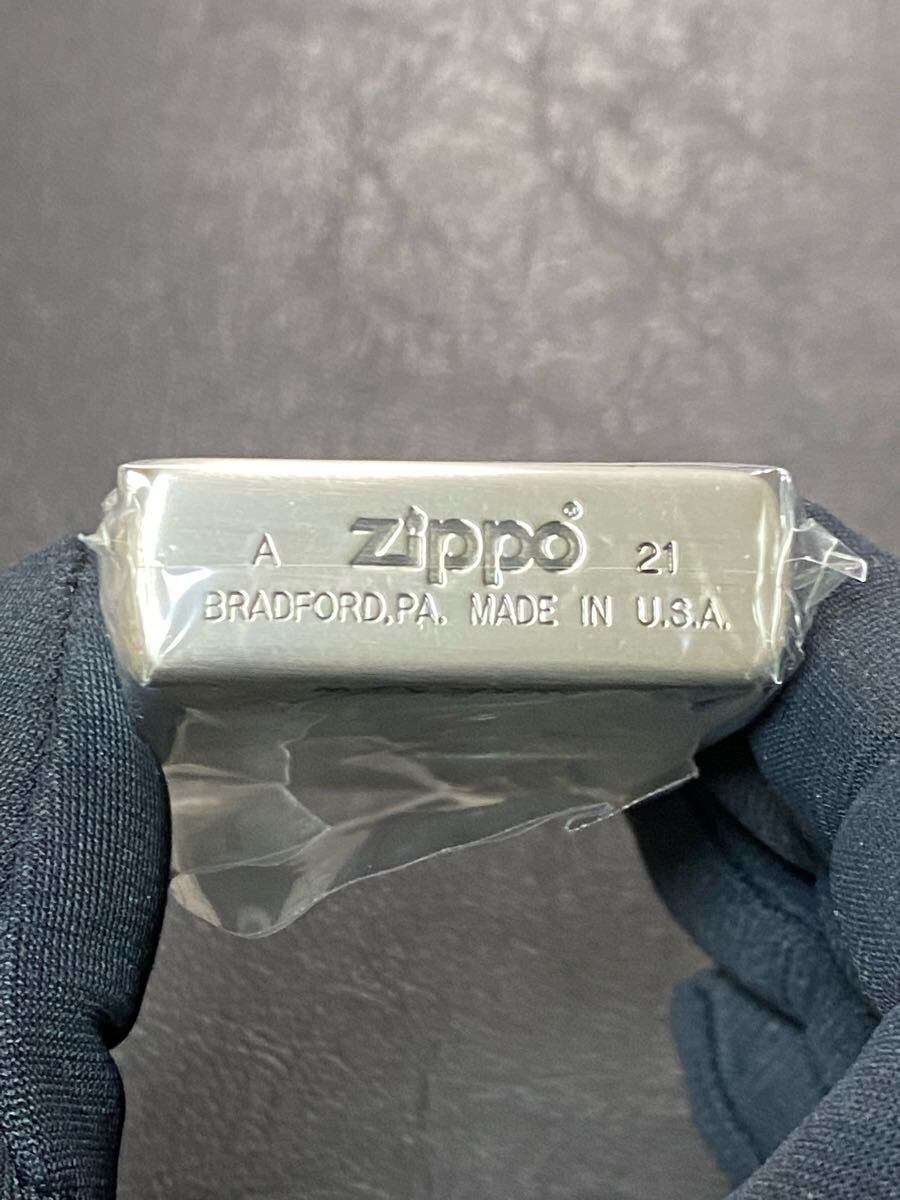 A zippo® 21
BRADFORD,PA. MADE IN U.S.A.